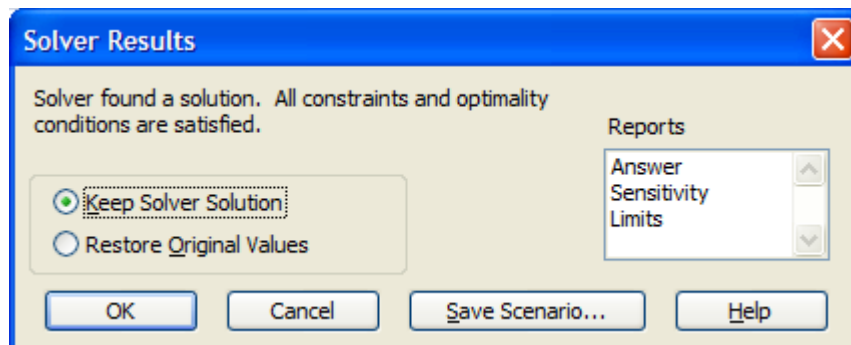 Solver Results
Solver found a solution. All constraints and optimality
conditions are satisfied.
Reports
Answer
Sensitivity
Limits
Keep Solver Solution
Restore Original Values
OK
Cancel
Save Scenario...
Help